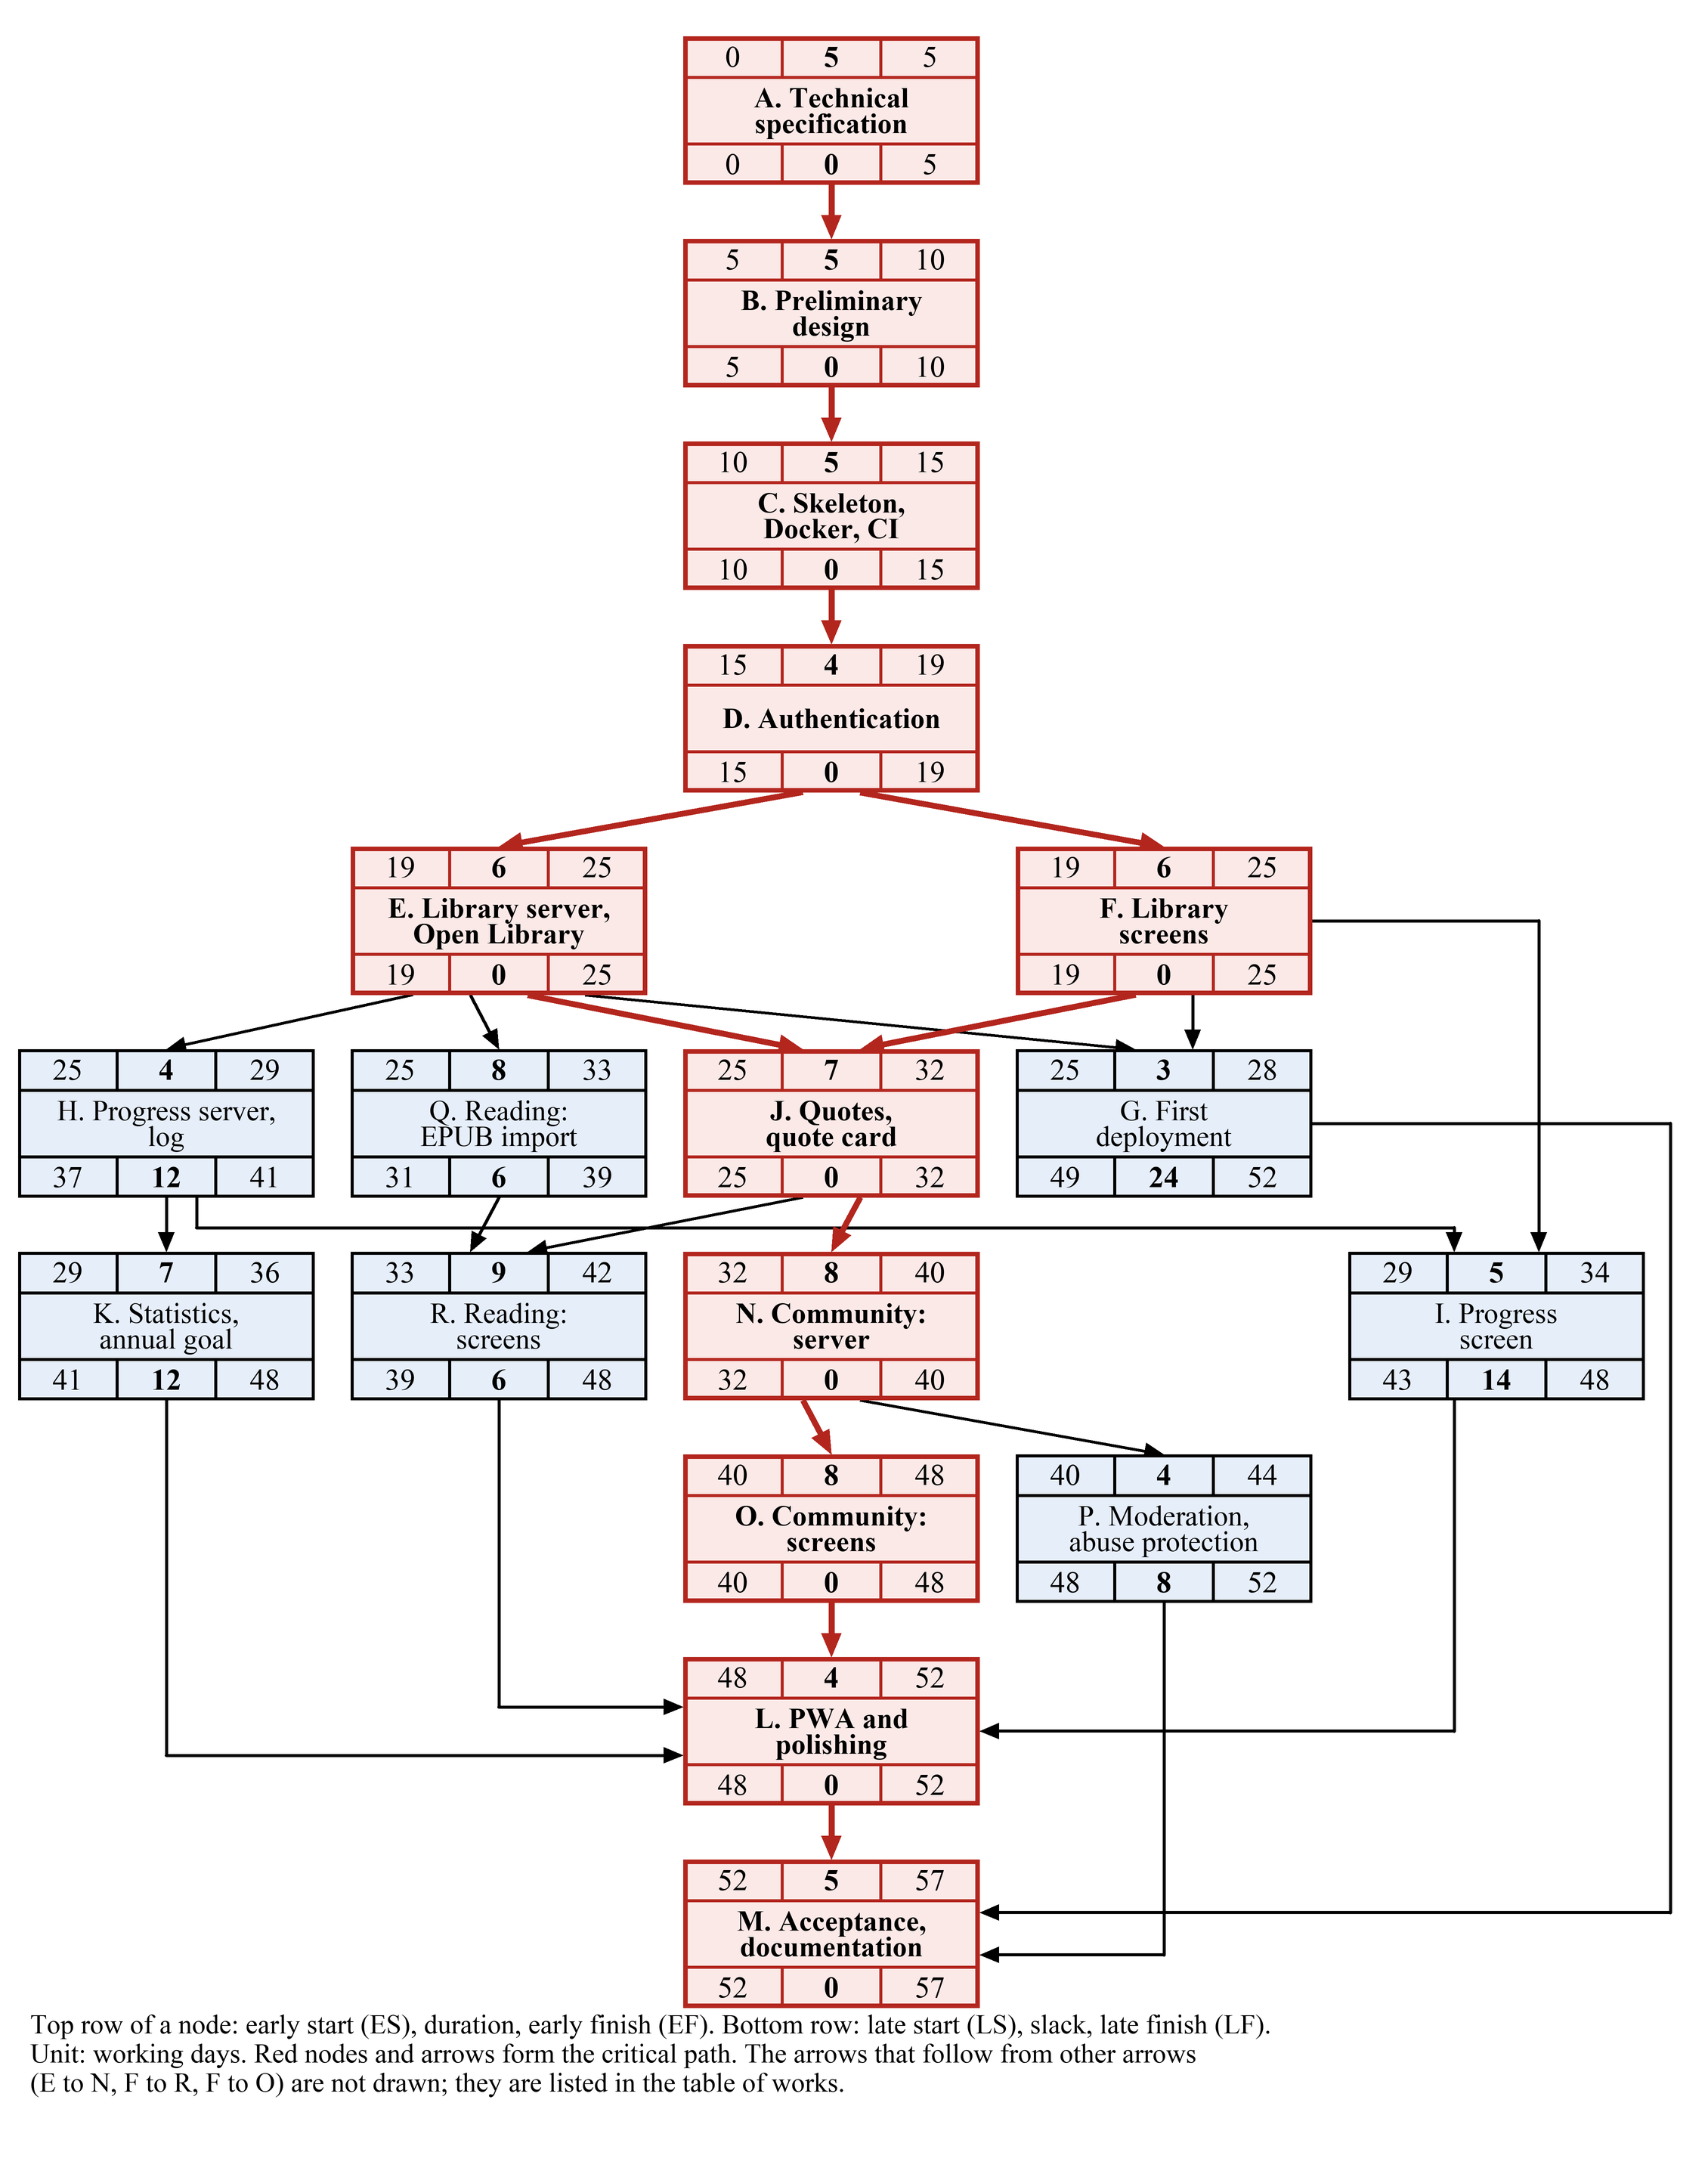 0 5 5
A. Technical
specification
0 0 5
5 5 10
B. Preliminary
design
5 0 10
10 5 15
C. Skeleton,
Docker, CI
10 0 15
15 4 19
D. Authentication
15 0 19
19 6 25
E. Library server,
Open Library
19 0 25
19 6 25
F. Library
screens
19 0 25
25 4 29
H. Progress server,
log
37 12 41
25 8 33
Q. Reading:
EPUB import
31 6 39
25 7 32
J. Quotes,
quote card
25 0 32
25 3 28
G. First
deployment
49 24 52
29 7 36
K. Statistics,
annual goal
41 12 48
33 9 42
R. Reading:
screens
39 6 48
32 8 40
N. Community:
server
32 0 40
29 5 34
I. Progress
screen
43 14 48
40 8 48
O. Community:
screens
40 0 48
40 4 44
P. Moderation,
abuse protection
48 8 52
48 4 52
L. PWA and
polishing
48 0 52
52 5 57
M. Acceptance,
documentation
52 0 57
Top row of a node: early start (ES), duration, early finish (EF). Bottom row: late start (LS), slack, late finish (LF).
Unit: working days. Red nodes and arrows form the critical path. The arrows that follow from other arrows
(E to N, F to R, F to O) are not drawn; they are listed in the table of works.